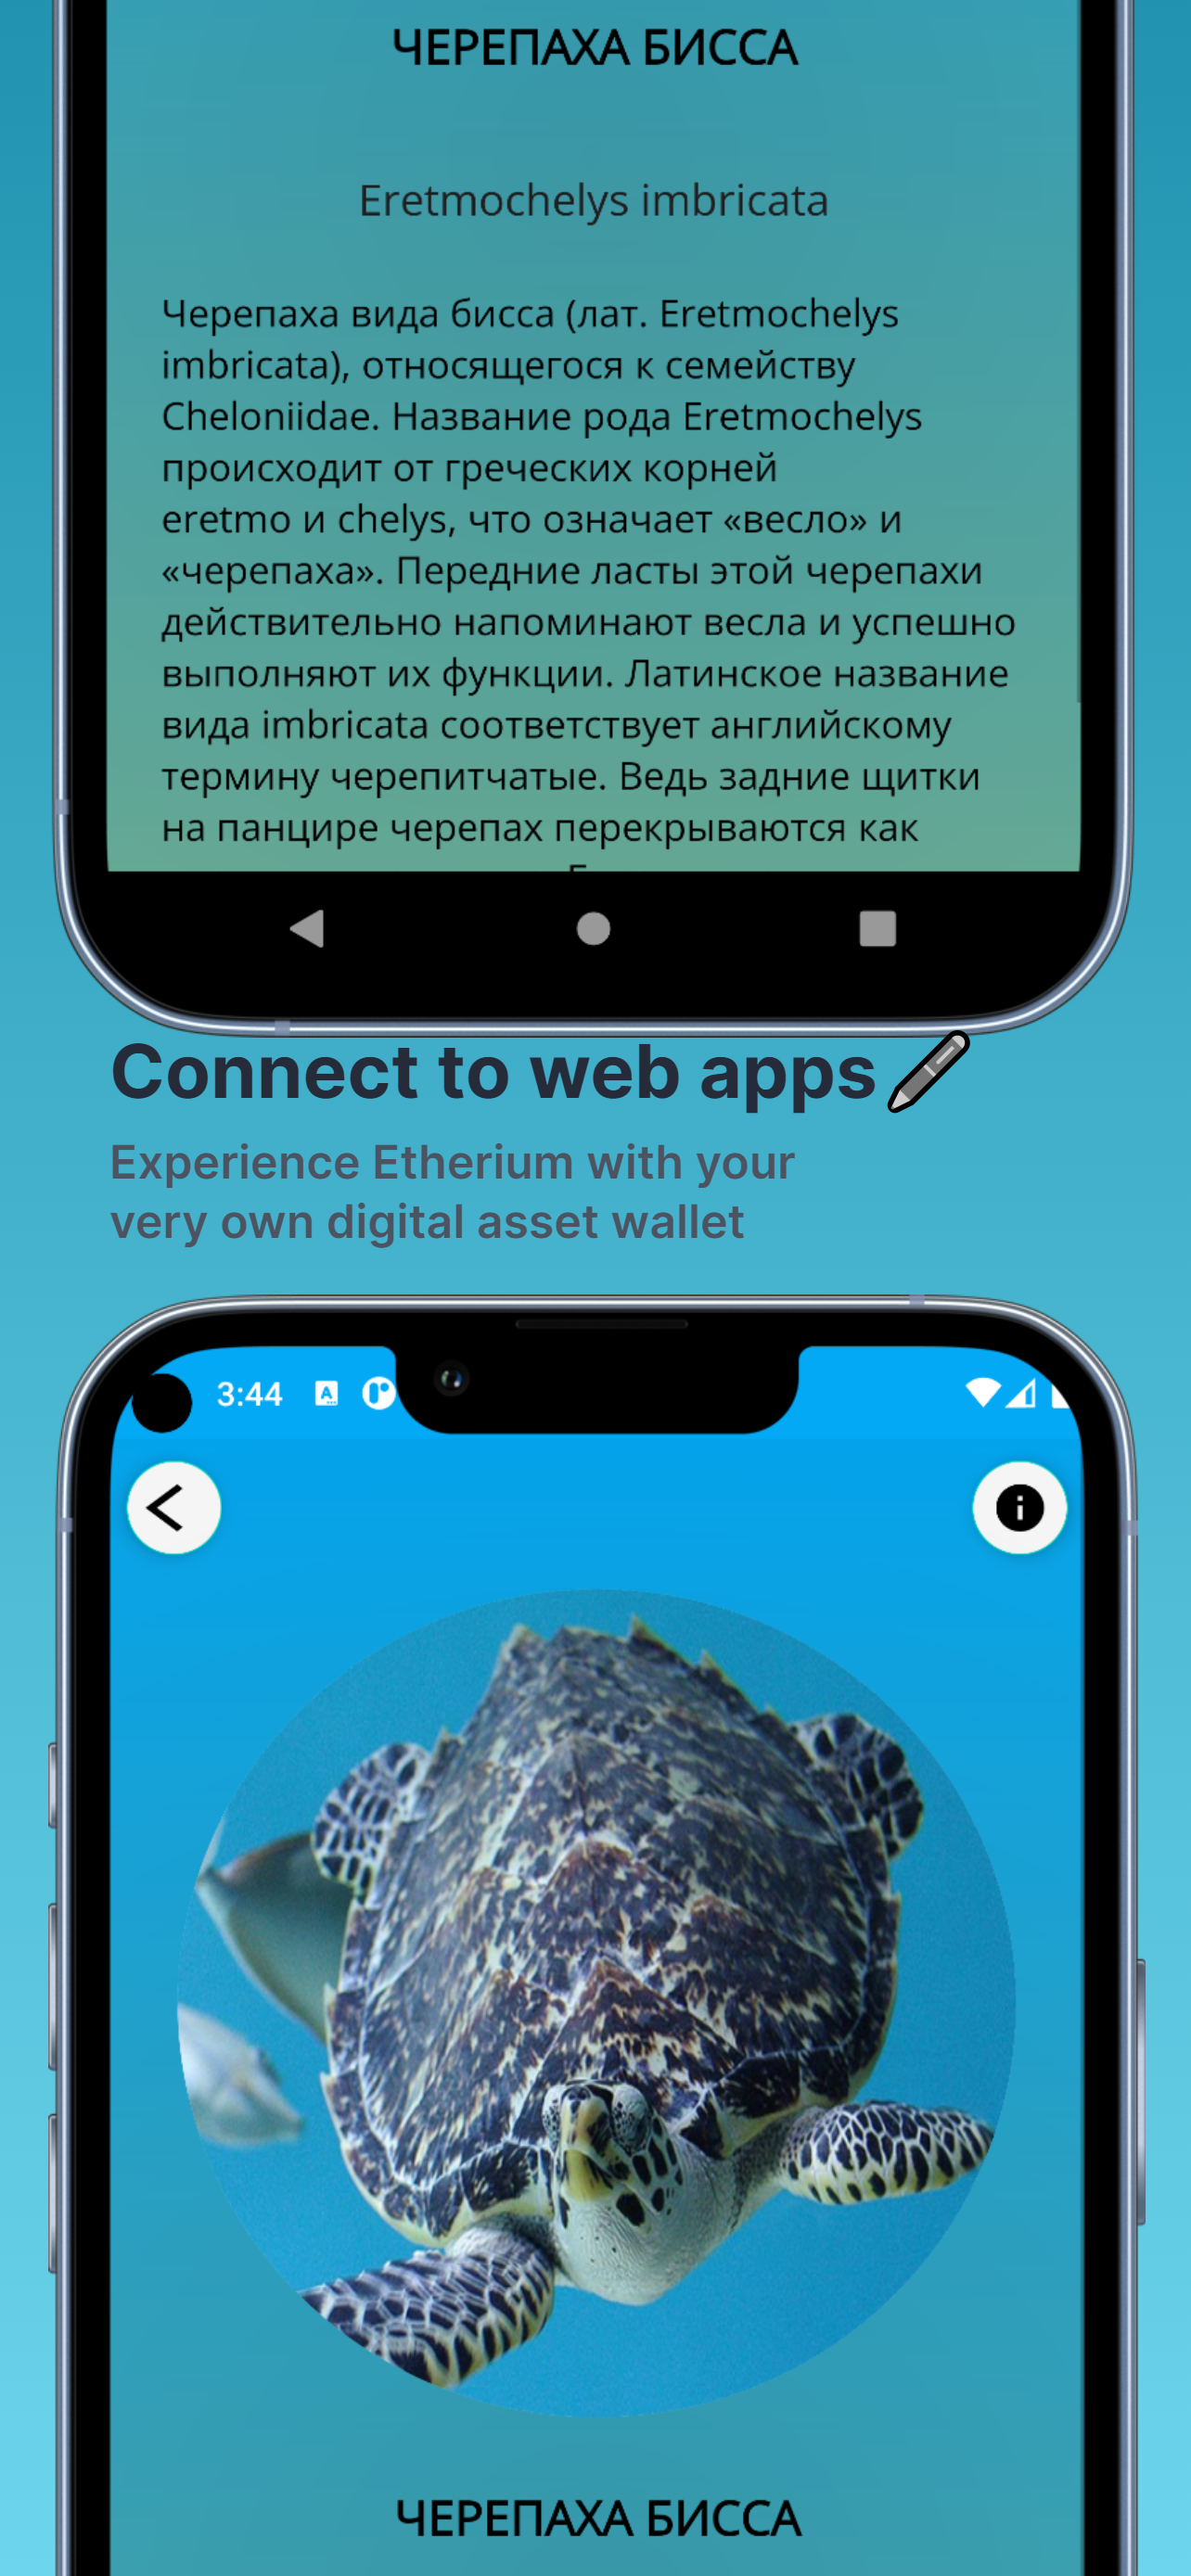 ЧЕРЕПАХА БИССА
Eretmochelys imbricata
Черепаха вида бисса (лат. Eretmochelys
imbricata), относящегося к семейству
Cheloniidae. Название рода Eretmochelys
происходит от греческих корней
eretmo и chelys, что означает «весло» и
«черепаха». Передние ласты этой черепахи
действительно напоминают весла и успешно
выполняют их функции. Латинское название
вида imbricata соответствует английскому
термину черепитчатые. Ведь задние щитки
на панцире черепах перекрываются как
Connect to web apps
Experience Etherium with your
very own digital asset wallet
3:44
ЧЕРЕПАХА БИССА